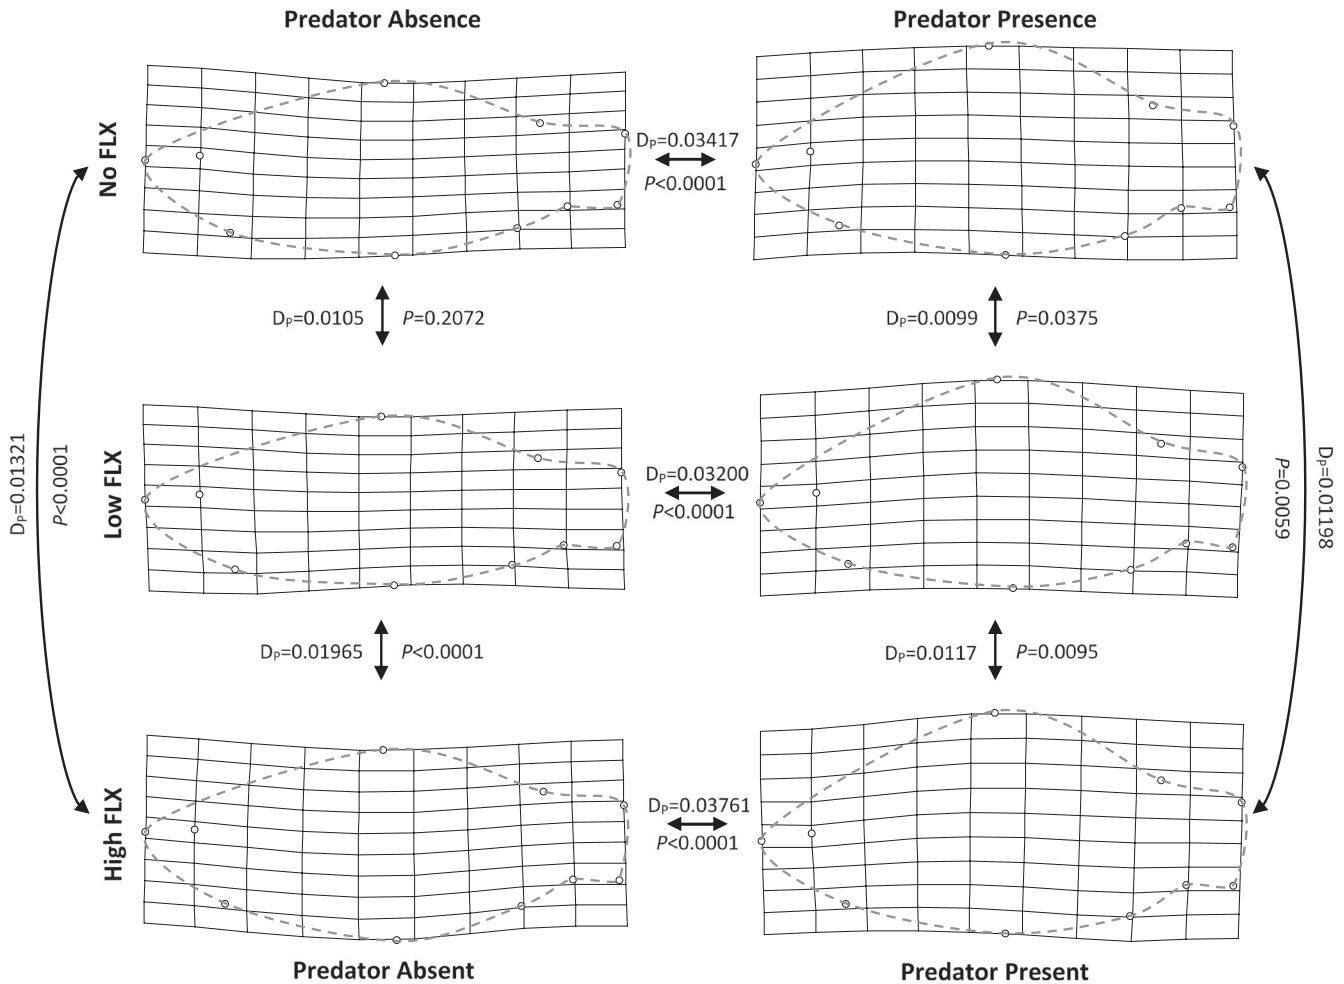 Predator Absence
Predator Presence
No FLX
Dₚ=0.03417
P<0.0001
Dₚ=0.0105
P=0.2072
Dₚ=0.0099
P=0.0375
Dₚ=0.01321
P<0.0001
Low FLX
Dₚ=0.03200
P<0.0001
P=0.0059
Dₚ=0.01198
Dₚ=0.01965
P<0.0001
Dₚ=0.0117
P=0.0095
High FLX
Dₚ=0.03761
P<0.0001
Predator Absent
Predator Present